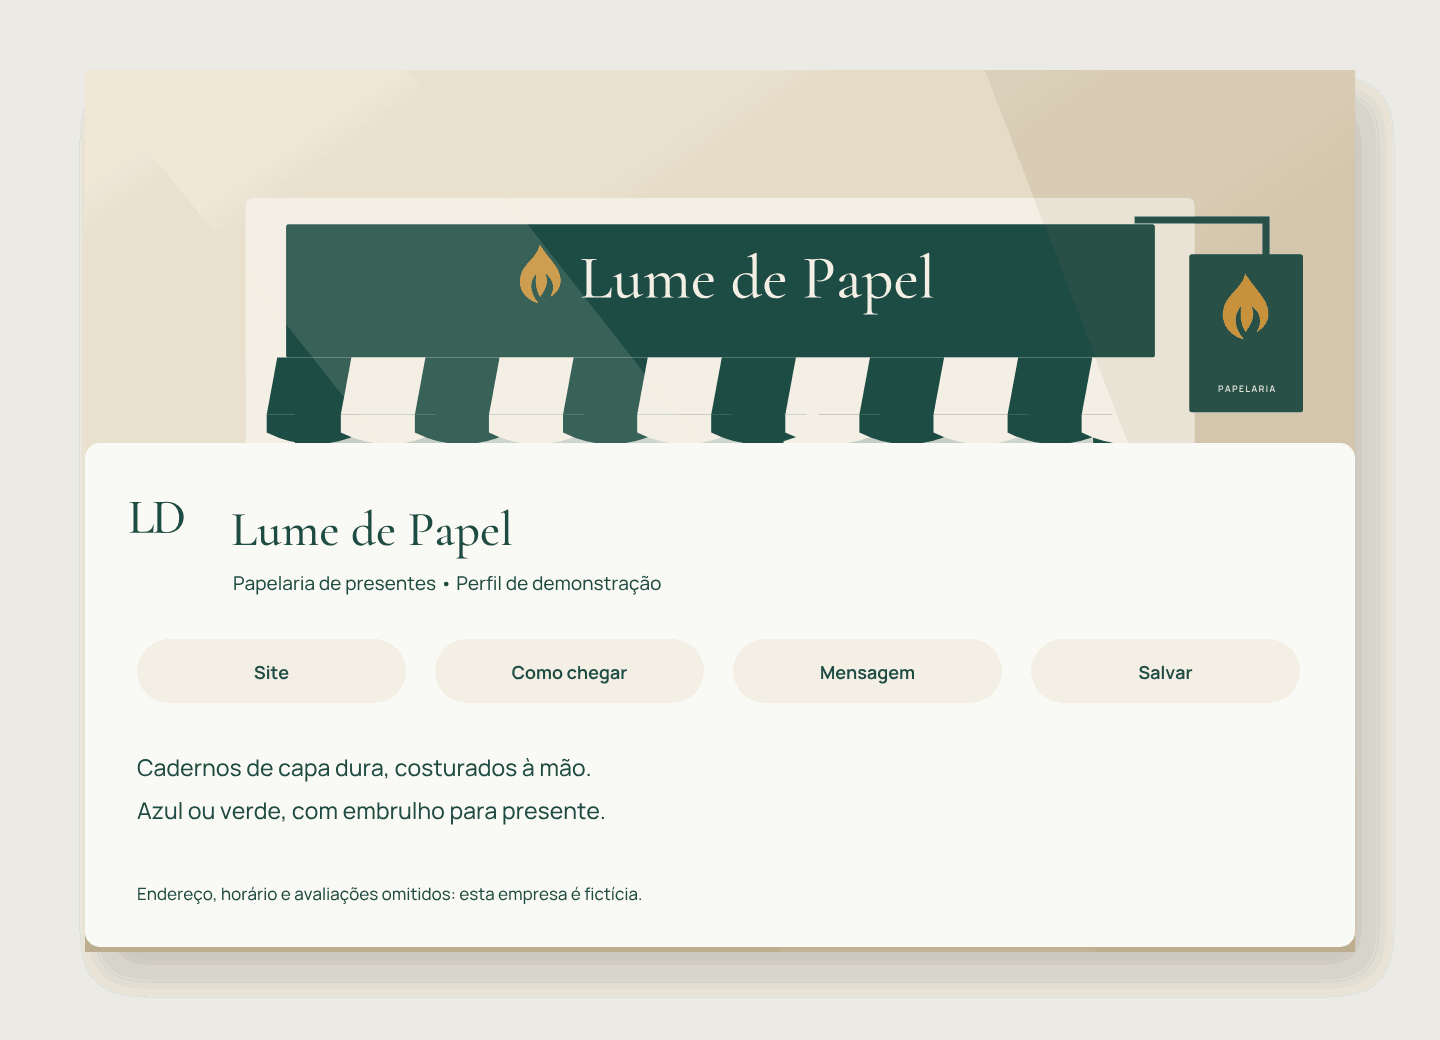 Lume de Papel
PAPELARIA
LD
Lume de Papel
Papelaria de presentes • Perfil de demonstração
Site
Como chegar
Mensagem
Salvar
Cadernos de capa dura, costurados à mão.
Azul ou verde, com embrulho para presente.
Endereço, horário e avaliações omitidos: esta empresa é fictícia.